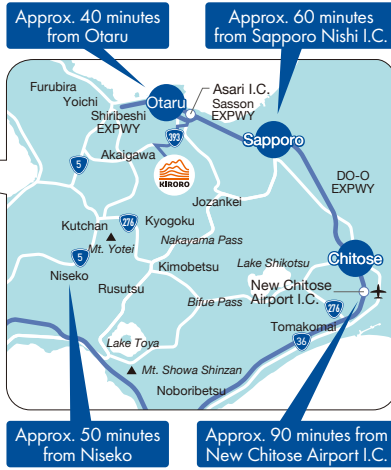 Approx. 40 minutes
from Otaru
Approx. 60 minutes
from Sapporo Nishi I.C.
Furubira
Yoichi
Otaru
Asari I.C.
Sasson
EXPWY
Shiribeshi
EXPWY
393
Sapporo
5
Akaigawa
KIRORO
DO-O
EXPWY
Jozankei
276
Kyogoku
Kutchan
Mt. Yotei
Nakayama Pass
Chitose
5
Kimobetsu
Lake Shikotsu
Niseko
New Chitose
Airport I.C.
Rusutsu
Bifue Pass
276
Tomakomai
36
Lake Toya
Mt. Showa Shinzan
Noboribetsu
Approx. 50 minutes
from Niseko
Approx. 90 minutes from
New Chitose Airport I.C.